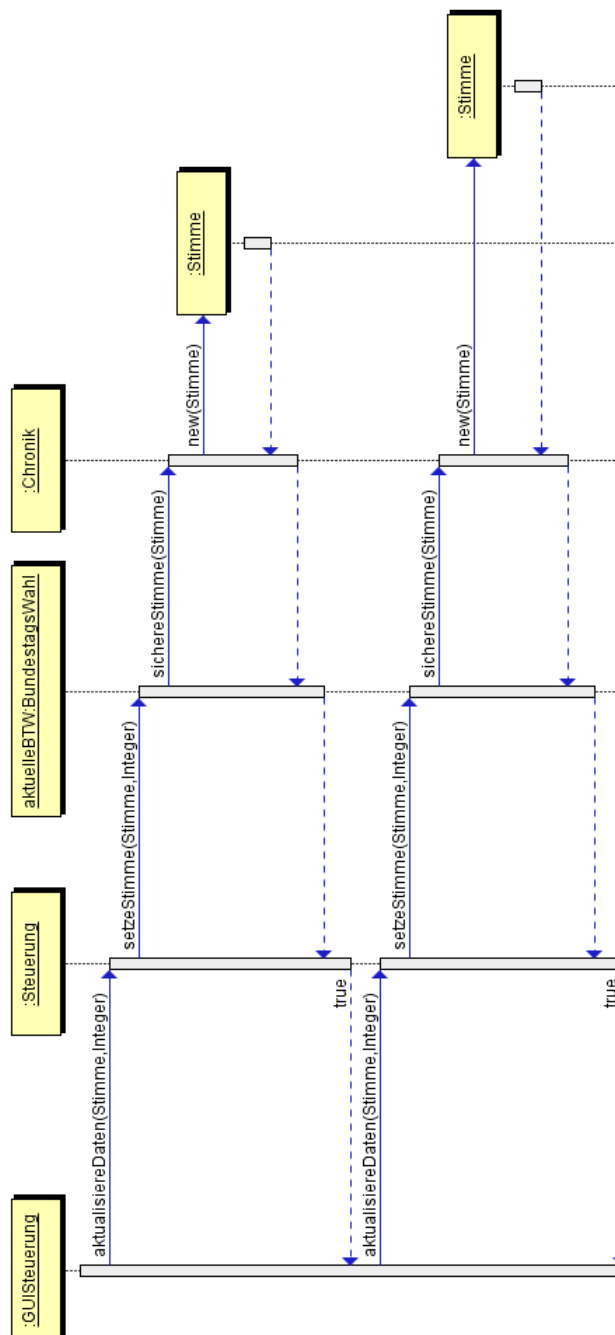 :GUISteuerung
:Steuerung
aktuelleBTW:BundestagsWahl
:Chronik
aktualisiereDaten(Stimme,Integer)
setzeStimme(Stimme,Integer)
sichereStimme(Stimme)
new(Stimme)
:Stimme
true
aktualisiereDaten(Stimme,Integer)
setzeStimme(Stimme,Integer)
sichereStimme(Stimme)
new(Stimme)
:Stimme
true